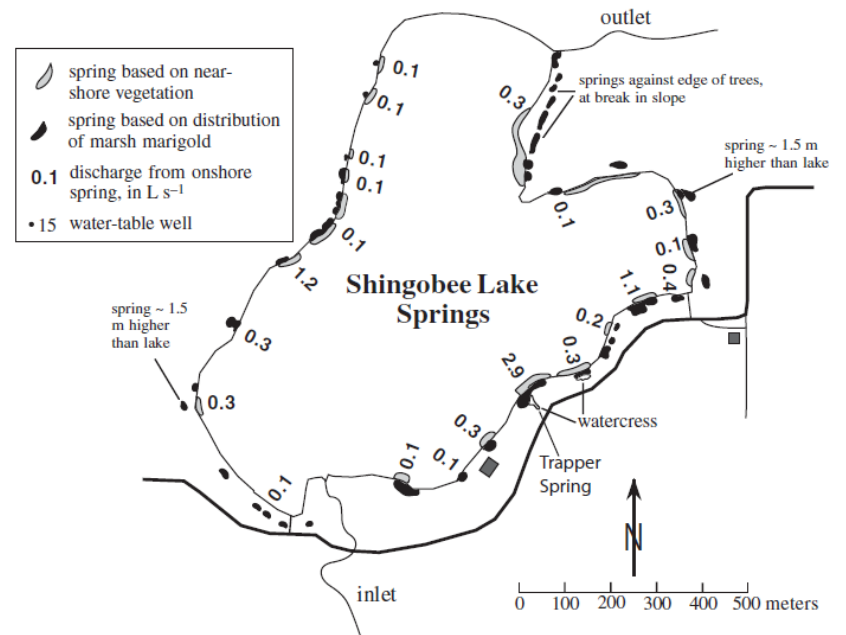 outlet
spring based on near-
shore vegetation
spring based on distribution
of marsh marigold
0.1 discharge from onshore
spring, in L s⁻¹
•15 water-table well
0.1
0.1
0.1
0.1
0.1
1.2
0.3
0.3
0.1
spring ~ 1.5
m higher
than lake
Shingobee Lake
Springs
0.3
springs against edge of trees,
at break in slope
spring ~ 1.5 m
higher than lake
0.1
0.3
0.1
0.4
1.1
0.2
0.3
2.9
0.3
0.1
0.1
watercress
Trapper
Spring
N
inlet
0 100 200 300 400 500 meters